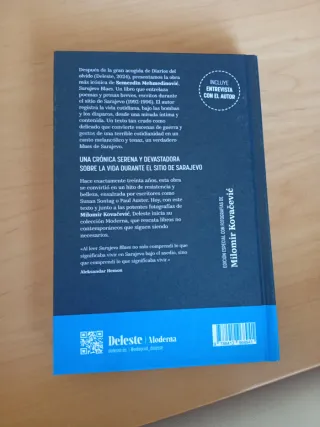 Después de la gran acogida de Diarios del
olvido (Deleste, 2024), presentamos la obra
más icónica de Semezdin Mehmedinović,
Sarajevo Blues. Un libro que entrelaza
poemas y prosas breves, escritos durante
el sitio de Sarajevo (1992-1996). El autor
registra la vida cotidiana, bajo las bombas
y los disparos, desde una mirada íntima y
contenida. Un texto tan crudo como
delicado que convierte escenas de guerra y
gestos de una terrible cotidianidad en un
canto melancólico y tenaz, un verdadero
blues de Sarajevo.
UNA CRÓNICA SERENA Y DEVASTADORA
SOBRE LA VIDA DURANTE EL SITIO DE SARAJEVO
Hace exactamente treinta años, esta obra
se convirtió en un hito de resistencia y
belleza, ensalzada por escritores como
Susan Sontag o Paul Auster. Hoy, con este
texto y junto a las potentes fotografías de
Milomir Kovačević, Deleste inicia su
colección Moderna, que rescata libros no
contemporáneos que siguen siendo
necesarios.
«Al leer Sarajevo Blues no solo comprendí lo que
significaba vivir en Sarajevo bajo el asedio, sino
que comprendí lo que significaba vivir.»
Aleksandar Hemon
INCLUYE
ENTREVISTA
CON EL AUTOR
EDICIÓN ESPECIAL CON FOTOGRAFÍAS DE
Milomir Kovačević
Deleste | Moderna